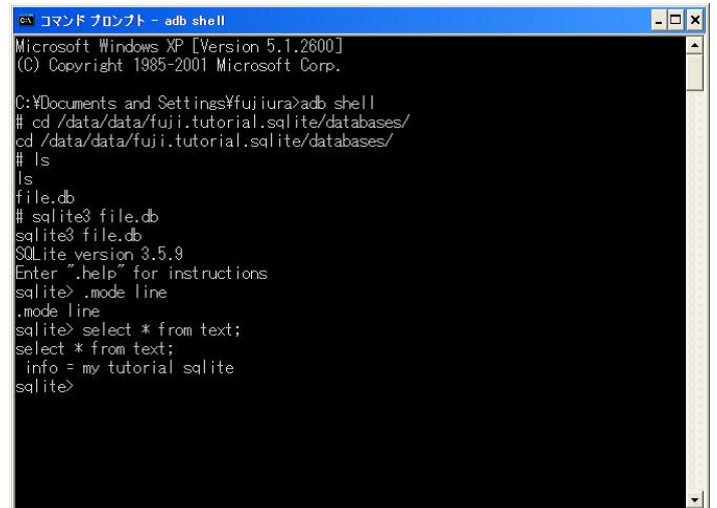 コマンド プロンプト - adb shell
Microsoft Windows XP [Version 5.1.2600]
(C) Copyright 1985-2001 Microsoft Corp.
C:¥Documents and Settings¥fujiura>adb shell
# cd /data/data/fuji.tutorial.sqlite/databases/
cd /data/data/fuji.tutorial.sqlite/databases/
# ls
ls
file.db
# sqlite3 file.db
sqlite3 file.db
SQLite version 3.5.9
Enter ".help" for instructions
sqlite> .mode line
.mode line
sqlite> select * from text;
select * from text;
info = my tutorial sqlite
sqlite>